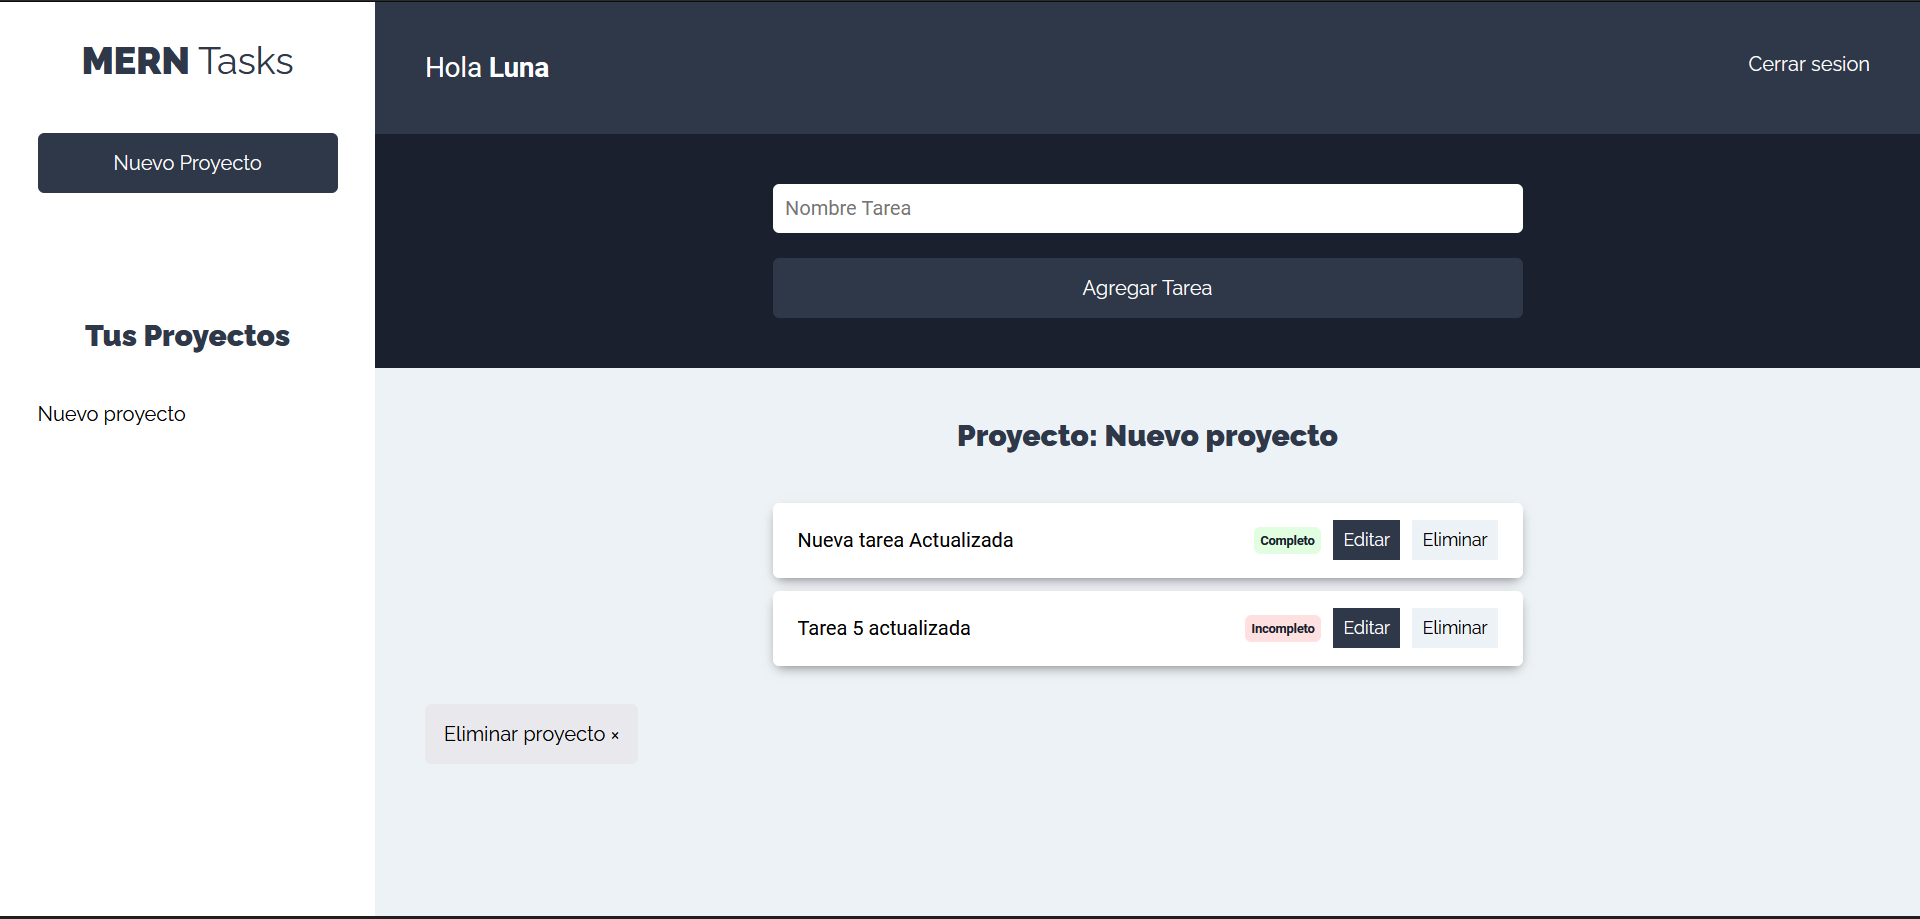 MERN Tasks
Nuevo Proyecto
Tus Proyectos
Nuevo proyecto
Hola Luna
Cerrar sesion
Nombre Tarea
Agregar Tarea
Proyecto: Nuevo proyecto
Nueva tarea Actualizada Completo Editar Eliminar
Tarea 5 actualizada Incompleto Editar Eliminar
Eliminar proyecto ×